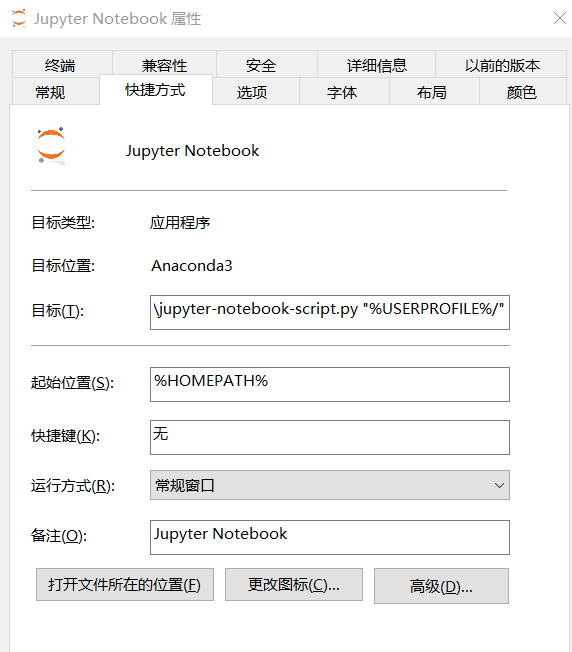 Jupyter Notebook 属性
终端 兼容性 安全 详细信息 以前的版本
常规 快捷方式 选项 字体 布局 颜色
Jupyter Notebook
目标类型: 应用程序
目标位置: Anaconda3
目标(T): \jupyter-notebook-script.py "%USERPROFILE%/"
起始位置(S): %HOMEPATH%
快捷键(K): 无
运行方式(R): 常规窗口
备注(O): Jupyter Notebook
打开文件所在的位置(F) 更改图标(C)... 高级(D)...